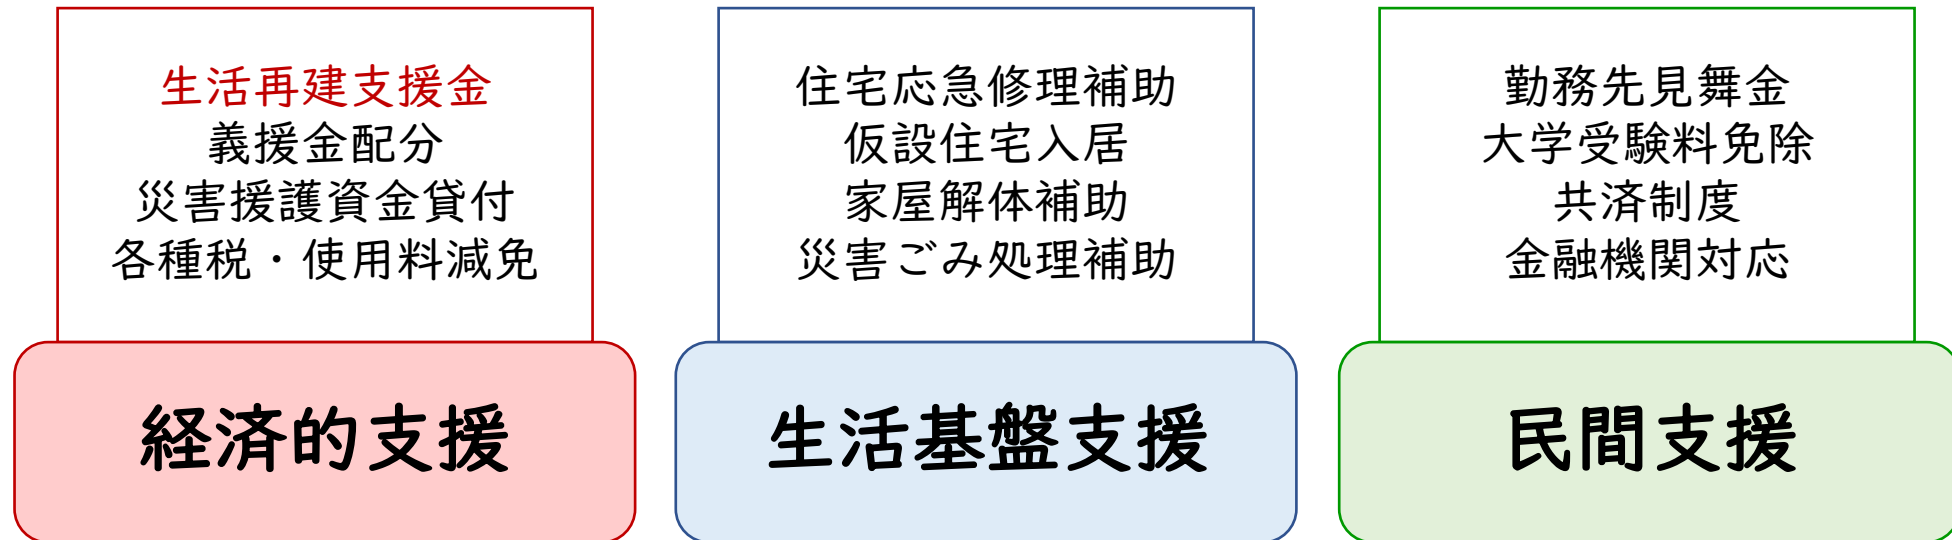 生活再建支援金
義援金配分
災害援護資金貸付
各種税・使用料減免
経済的支援
住宅応急修理補助
仮設住宅入居
家屋解体補助
災害ごみ処理補助
生活基盤支援
勤務先見舞金
大学受験料免除
共済制度
金融機関対応
民間支援